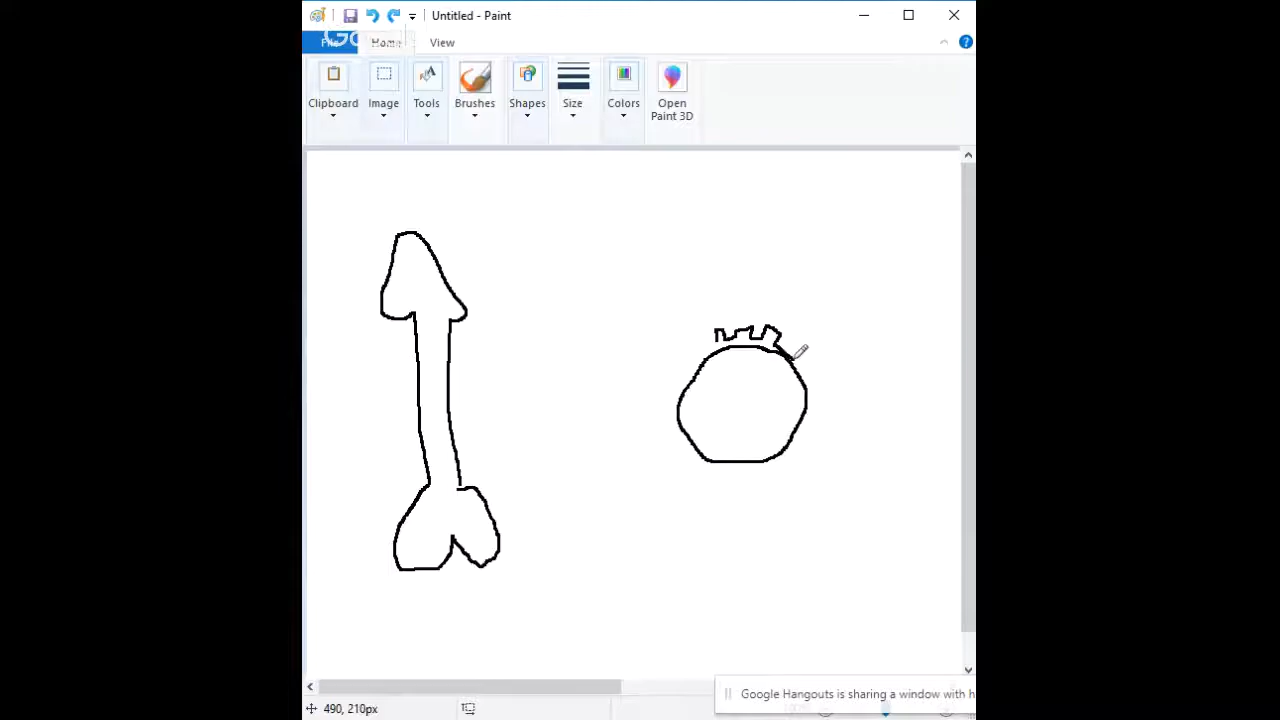 Untitled - Paint
File Home View
Clipboard Image Tools Brushes Shapes Size Colors Open
Paint 3D
Google Hangouts is sharing a window with h
490, 210px